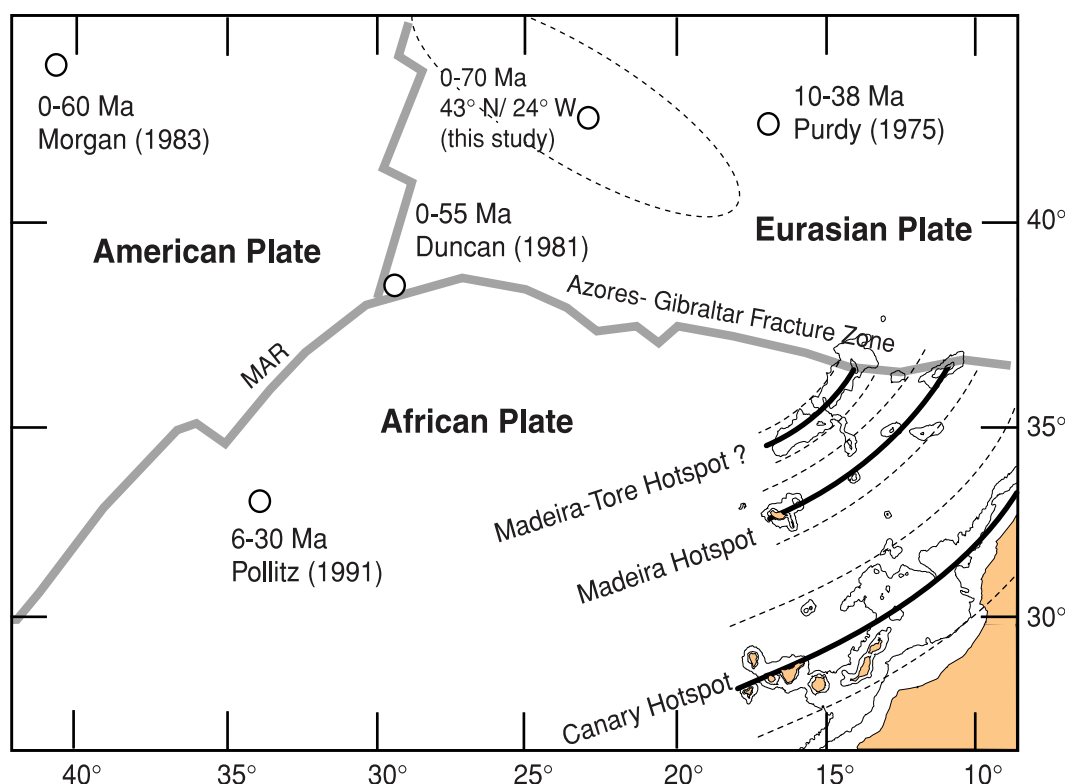 0-60 Ma
Morgan (1983)
0-70 Ma
43° N/ 24° W
(this study)
10-38 Ma
Purdy (1975)
0-55 Ma
Duncan (1981)
American Plate
Eurasian Plate
40°
Azores- Gibraltar Fracture Zone
MAR
African Plate
35°
Madeira-Tore Hotspot ?
6-30 Ma
Pollitz (1991)
Madeira Hotspot
30°
Canary Hotspot
40°
35°
30°
25°
20°
15°
10°